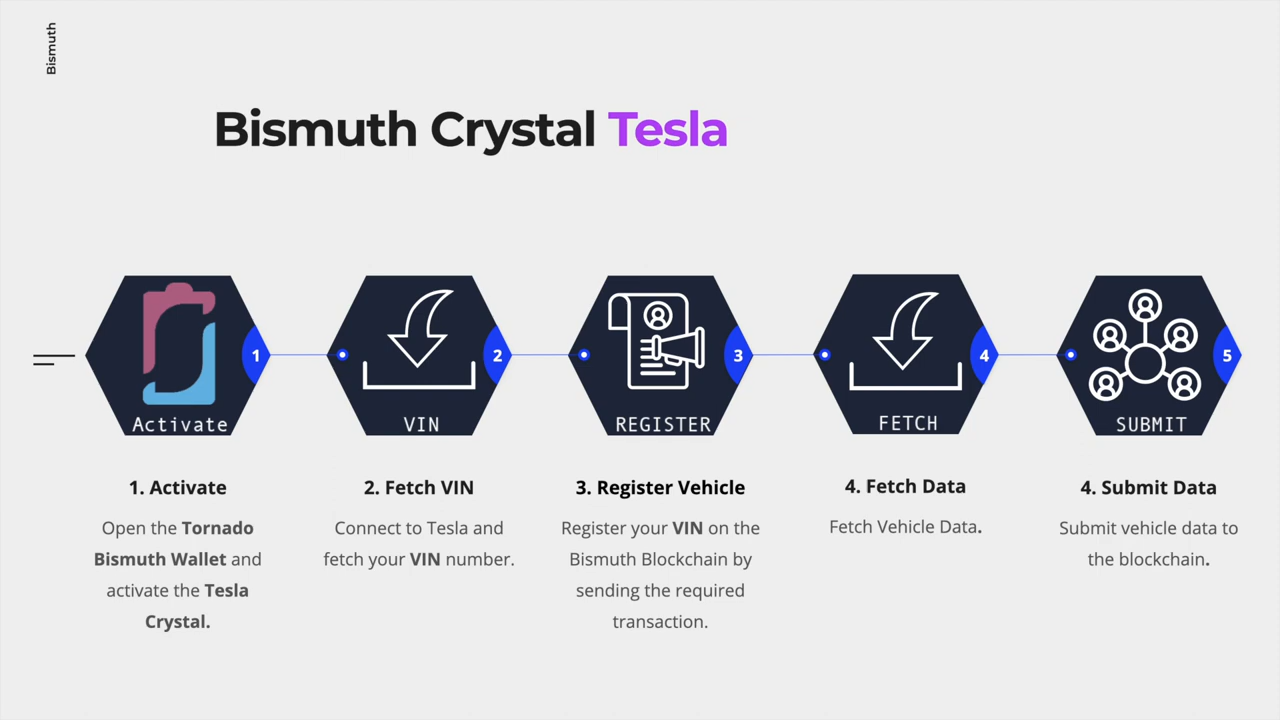 Bismuth
Bismuth Crystal Tesla
1
2
3
4
5
Activate
VIN
REGISTER
FETCH
SUBMIT
1. Activate
Open the Tornado
Bismuth Wallet and
activate the Tesla
Crystal.
2. Fetch VIN
Connect to Tesla and
fetch your VIN number.
3. Register Vehicle
Register your VIN on the
Bismuth Blockchain by
sending the required
transaction.
4. Fetch Data
Fetch Vehicle Data.
4. Submit Data
Submit vehicle data to
the blockchain.